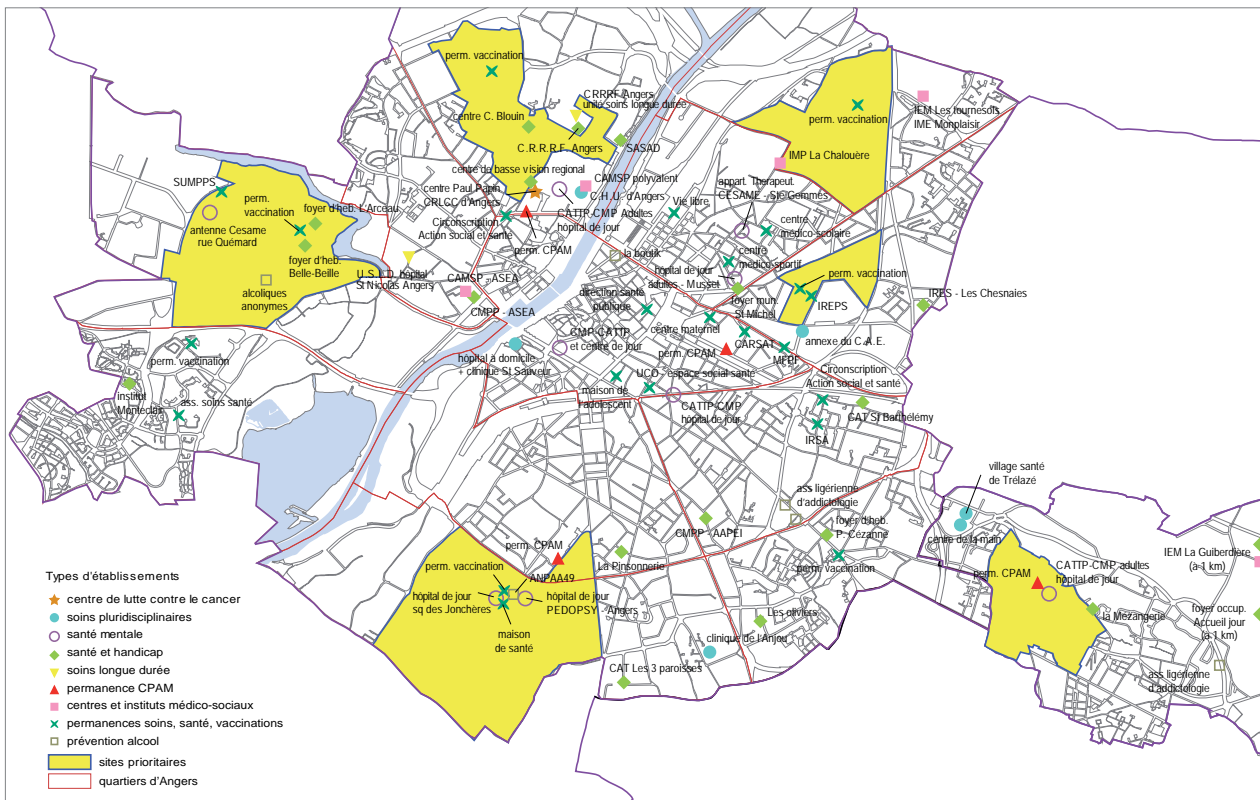 perm. vaccination
CRRRF Angers
unité soins longue durée
centre C. Blouin
C.R.R.R.F. Angers
SASAD
perm. vaccination
IEM Les tournesols
IME Monplaisir
IMP La Chalouère
SUMPPS
perm.
vaccination
foyer d'heb. L'Arceau
antenne Cesame
rue Quémard
foyer d'heb.
Belle-Beille
alcoliques
anonymes
centre de basse vision regional
centre Paul Papin
CRLCC d'Angers
CAMSP polyvalent
C.H.U. d'Angers
CATTP-CMP Adultes
hôpital de jour
Circonscription
Action social et santé
perm. CPAM
Vie libre
appart. Therapeut.
CESAME - Ste Gemmes
centre
médico-scolaire
la boutik
centre
médico-sportif
hôpital de jour
adultes - Musset
perm. vaccination
IREPS
U.S.L.D. hôpital
St Nicolas Angers
CAMSP - ASEA
CMPP - ASEA
direction santé
publique
foyer mun.
St Michel
IRES - Les Chesnaies
centre maternel
CARSAT
MFPF
annexe du C.A.E.
CMP-CATTP
et centre de jour
perm. CPAM
hôpital à domicile
+ clinique St Sauveur
UCO - espace social santé
maison de
l'adolescent
CATTP-CMP
hôpital de jour
Circonscription
Action social et santé
CAT St Barthélémy
IRSA
perm. vaccination
institut
Montéclair
ass. soins santé
village santé
de Trélazé
centre de la main
ass ligérienne
d'addictologie
CMPP - AAPEI
foyer d'heb.
P. Cézanne
perm. vaccination
perm. CPAM
La Pinsonnerie
perm. vaccination
ANPAA49
hôpital de jour
sq des Jonchères
hôpital de jour
PEDOPSY - Angers
maison
de santé
Les oliviers
clinique de l'Anjou
CAT Les 3 paroisses
perm. CPAM
CATTP-CMP adultes
hôpital de jour
la Mézangerie
IEM La Guiberdière
(à 1 km)
foyer occup.
Accueil jour
(à 1 km)
ass ligérienne
d'addictologie
Types d'établissements
centre de lutte contre le cancer
soins pluridisciplinaires
santé mentale
santé et handicap
soins longue durée
permanence CPAM
centres et instituts médico-sociaux
permanences soins, santé, vaccinations
prévention alcool
sites prioritaires
quartiers d'Angers